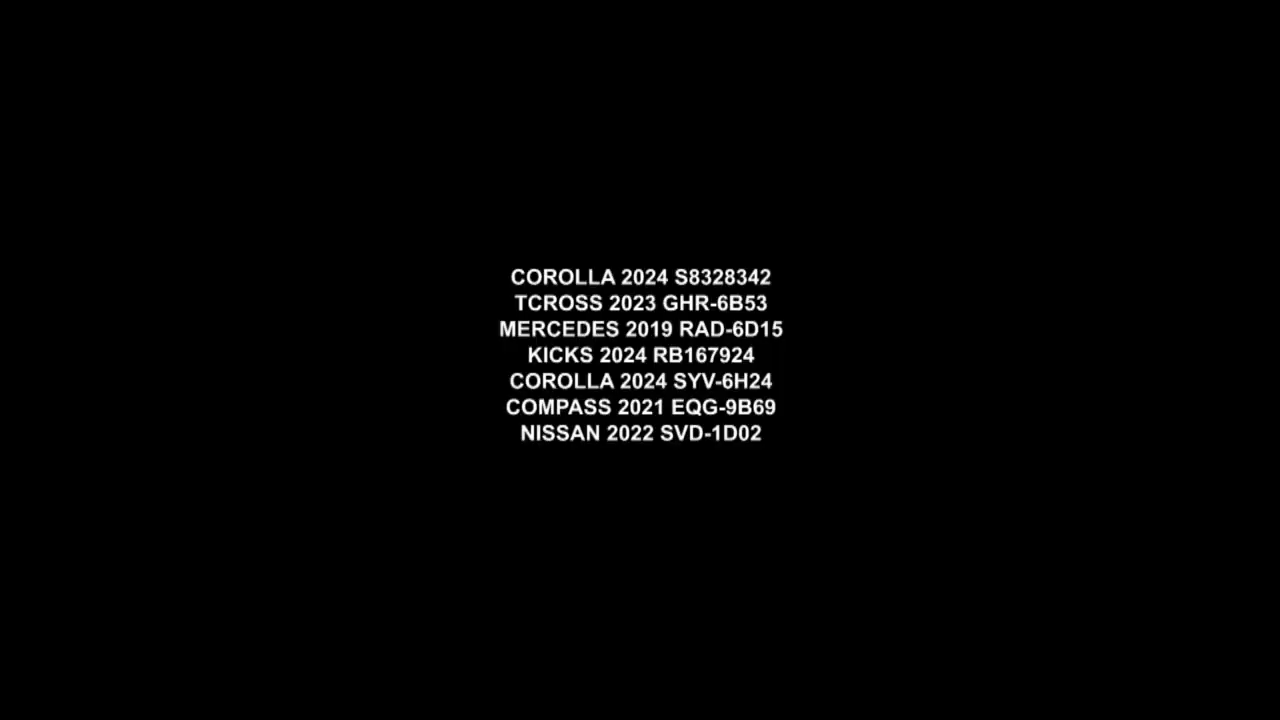 COROLLA 2024 S8328342
TCROSS 2023 GHR-6B53
MERCEDES 2019 RAD-6D15
KICKS 2024 RB167924
COROLLA 2024 SYV-6H24
COMPASS 2021 EQG-9B69
NISSAN 2022 SVD-1D02